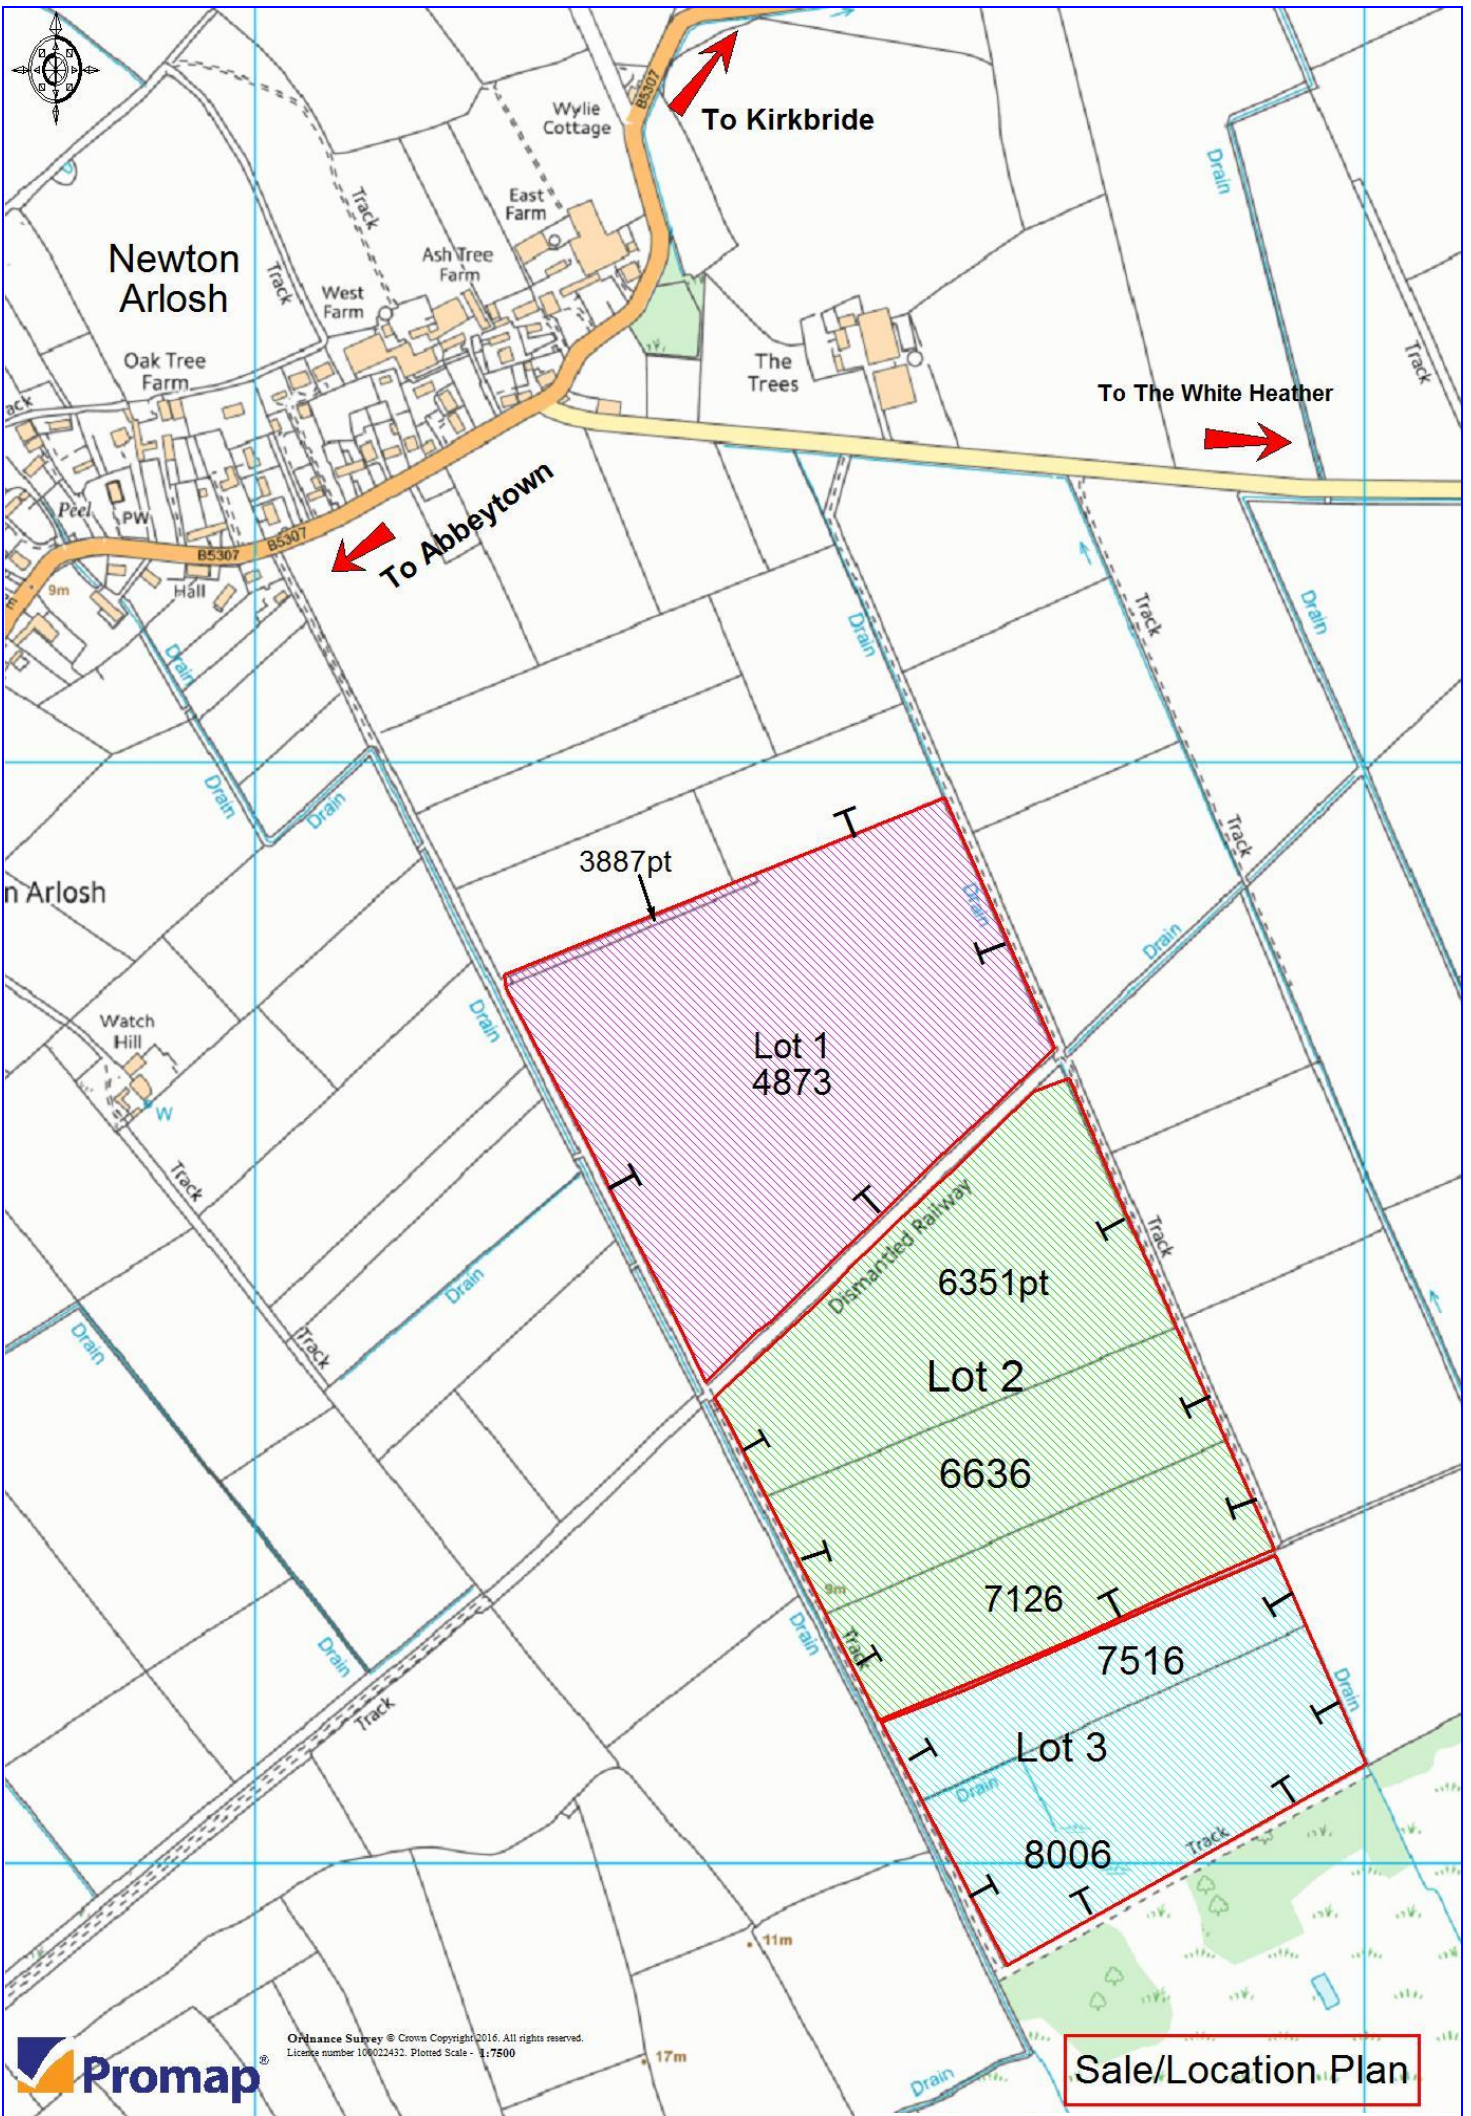 B5307
Wylie
Cottage
To Kirkbride
Drain
East
Farm
Track
Newton
Arlosh
Ash Tree
Farm
Track
West
Farm
Oak Tree
Farm
The
Trees
Track
To The White Heather
ack
Peel
PW
To Abbeytown
B5307
B5307
9m
Hall
m
Drain
Drain
Track
Drain
Drain
Drain
Track
3887pt
n Arlosh
Drain
Drain
Drain
Watch
Hill
W
Lot 1
4873
Track
Dismantled Railway
Track
6351pt
Drain
Drain
Track
Lot 2
6636
9m
7126
Drain
Track
Drain
7516
Drain
Track
Lot 3
Drain
Track
8006
11m
17m
Ordnance Survey © Crown Copyright 2016. All rights reserved.
Licence number 100022432. Plotted Scale - 1:7500
Promap®
Sale/Location Plan
Drain